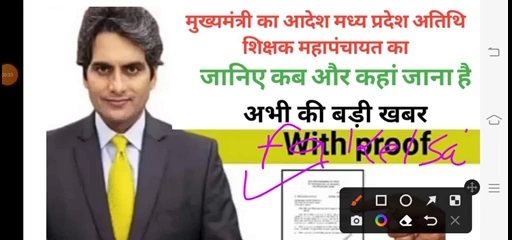 मुख्यमंत्री का आदेश मध्य प्रदेश अतिथि
शिक्षक महापंचायत का
जानिए कब और कहां जाना है
अभी की बड़ी खबर
With proof